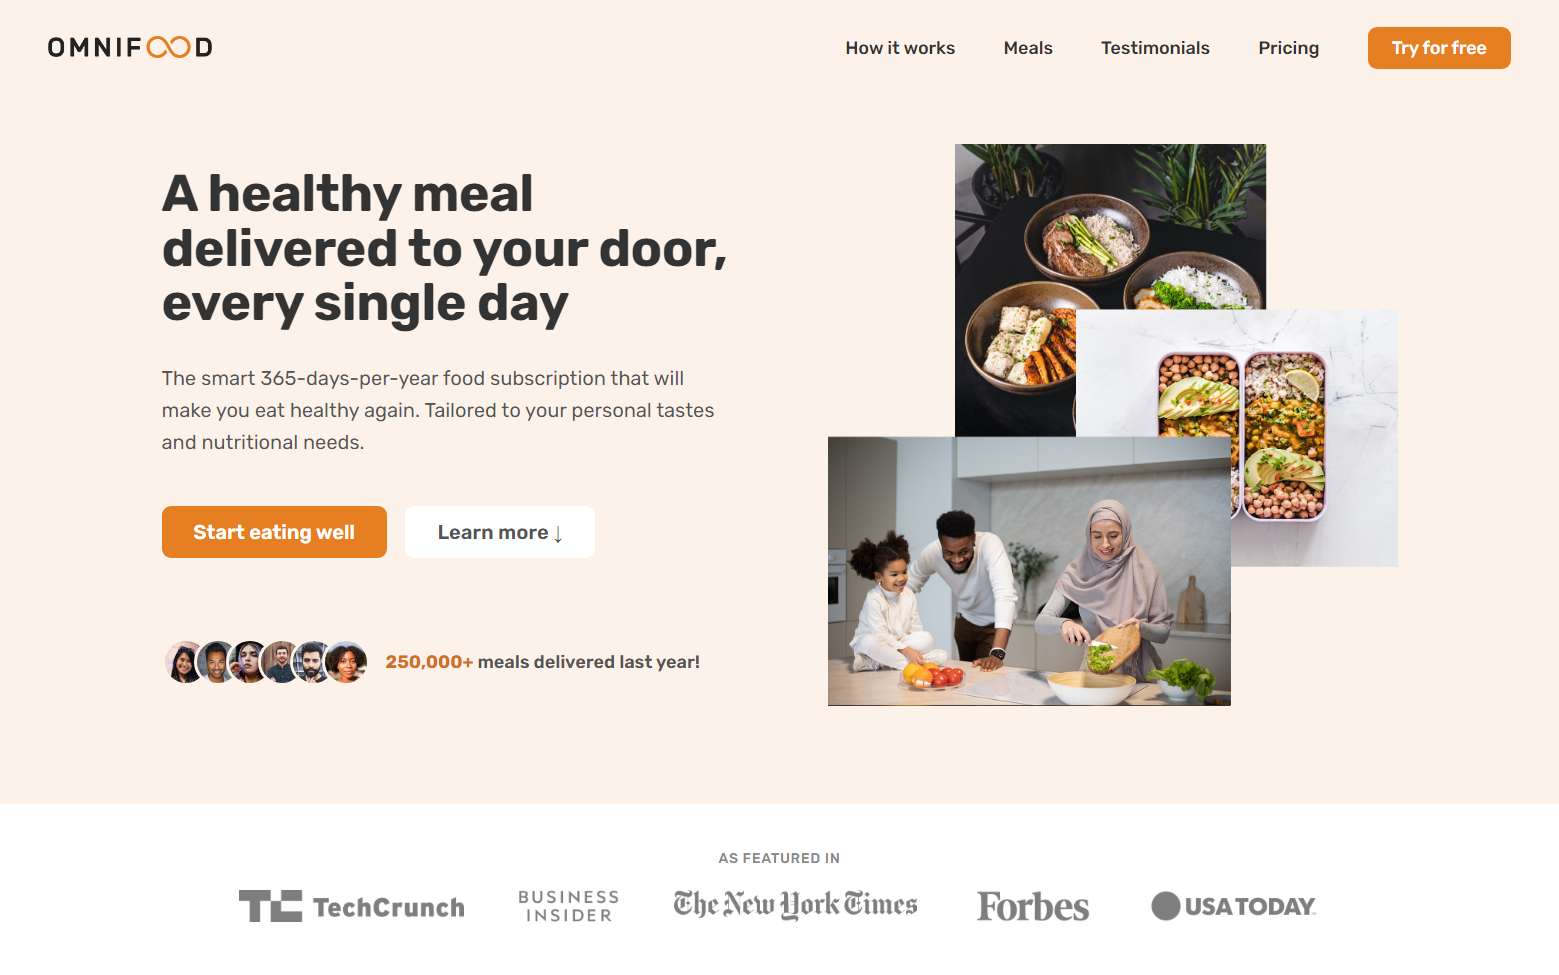 OMNIFOOD
How it works
Meals
Testimonials
Pricing
Try for free
A healthy meal
delivered to your door,
every single day
The smart 365-days-per-year food subscription that will
make you eat healthy again. Tailored to your personal tastes
and nutritional needs.
Start eating well
Learn more ↓
250,000+ meals delivered last year!
AS FEATURED IN
TC TechCrunch
BUSINESS
INSIDER
The New York Times
Forbes
USA TODAY